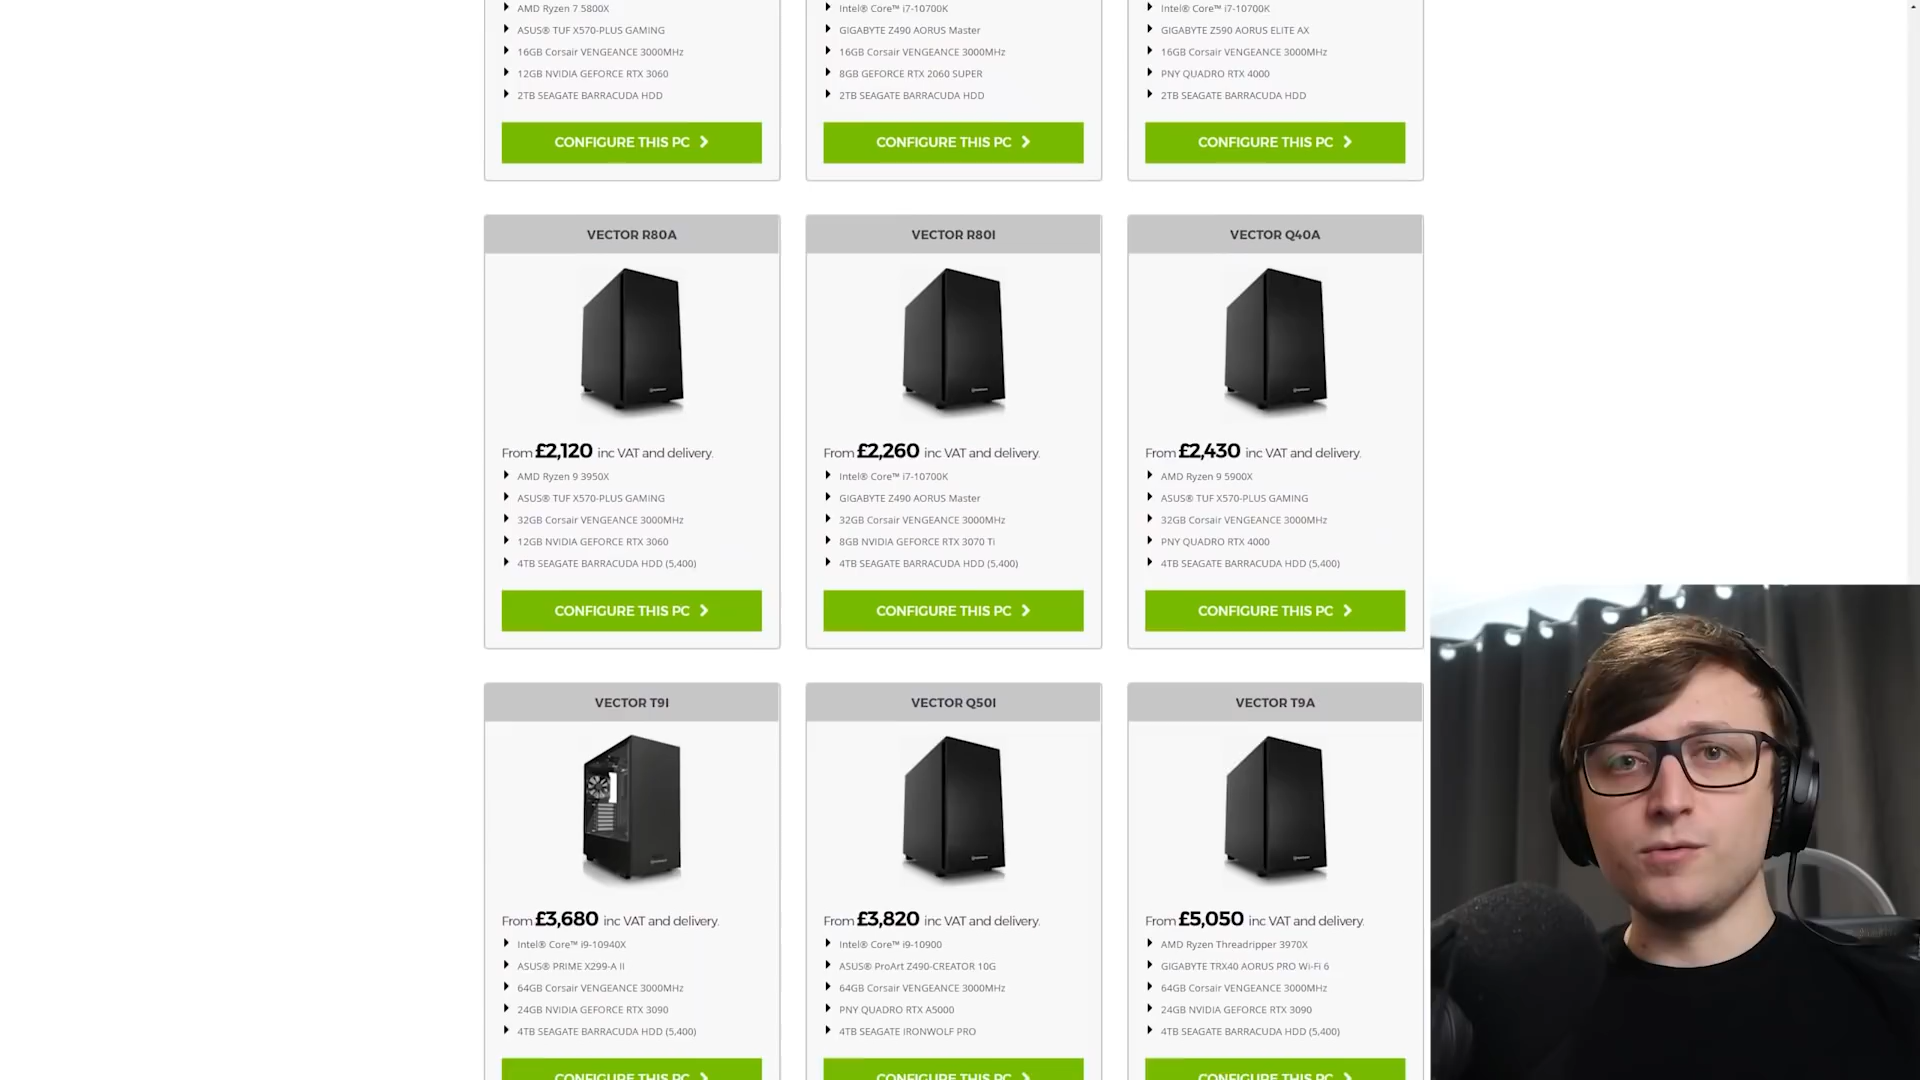 AMD Ryzen 7 5800X
ASUS® TUF X570-PLUS GAMING
16GB Corsair VENGEANCE 3000MHz
12GB NVIDIA GEFORCE RTX 3060
2TB SEAGATE BARRACUDA HDD
CONFIGURE THIS PC
Intel® Core™ i7-10700K
GIGABYTE Z490 AORUS Master
16GB Corsair VENGEANCE 3000MHz
8GB GEFORCE RTX 2060 SUPER
2TB SEAGATE BARRACUDA HDD
CONFIGURE THIS PC
Intel® Core™ i7-10700K
GIGABYTE Z590 AORUS ELITE AX
16GB Corsair VENGEANCE 3000MHz
PNY QUADRO RTX 4000
2TB SEAGATE BARRACUDA HDD
CONFIGURE THIS PC
VECTOR R80A
From £2,120 inc VAT and delivery.
AMD Ryzen 9 3950X
ASUS® TUF X570-PLUS GAMING
32GB Corsair VENGEANCE 3000MHz
12GB NVIDIA GEFORCE RTX 3060
4TB SEAGATE BARRACUDA HDD (5,400)
CONFIGURE THIS PC
VECTOR R80I
From £2,260 inc VAT and delivery.
Intel® Core™ i7-10700K
GIGABYTE Z490 AORUS Master
32GB Corsair VENGEANCE 3000MHz
8GB NVIDIA GEFORCE RTX 3070 Ti
4TB SEAGATE BARRACUDA HDD (5,400)
CONFIGURE THIS PC
VECTOR Q40A
From £2,430 inc VAT and delivery.
AMD Ryzen 9 5900X
ASUS® TUF X570-PLUS GAMING
32GB Corsair VENGEANCE 3000MHz
PNY QUADRO RTX 4000
4TB SEAGATE BARRACUDA HDD (5,400)
CONFIGURE THIS PC
VECTOR T9I
From £3,680 inc VAT and delivery.
Intel® Core™ i9-10940X
ASUS® PRIME X299-A II
64GB Corsair VENGEANCE 3000MHz
24GB NVIDIA GEFORCE RTX 3090
4TB SEAGATE BARRACUDA HDD (5,400)
CONFIGURE THIS PC
VECTOR Q50I
From £3,820 inc VAT and delivery.
Intel® Core™ i9-10900
ASUS® ProArt Z490-CREATOR 10G
64GB Corsair VENGEANCE 3000MHz
PNY QUADRO RTX A5000
4TB SEAGATE IRONWOLF PRO
CONFIGURE THIS PC
VECTOR T9A
From £5,050 inc VAT and delivery.
AMD Ryzen Threadripper 3970X
GIGABYTE TRX40 AORUS PRO Wi-Fi 6
64GB Corsair VENGEANCE 3000MHz
24GB NVIDIA GEFORCE RTX 3090
4TB SEAGATE BARRACUDA HDD (5,400)
CONFIGURE THIS PC